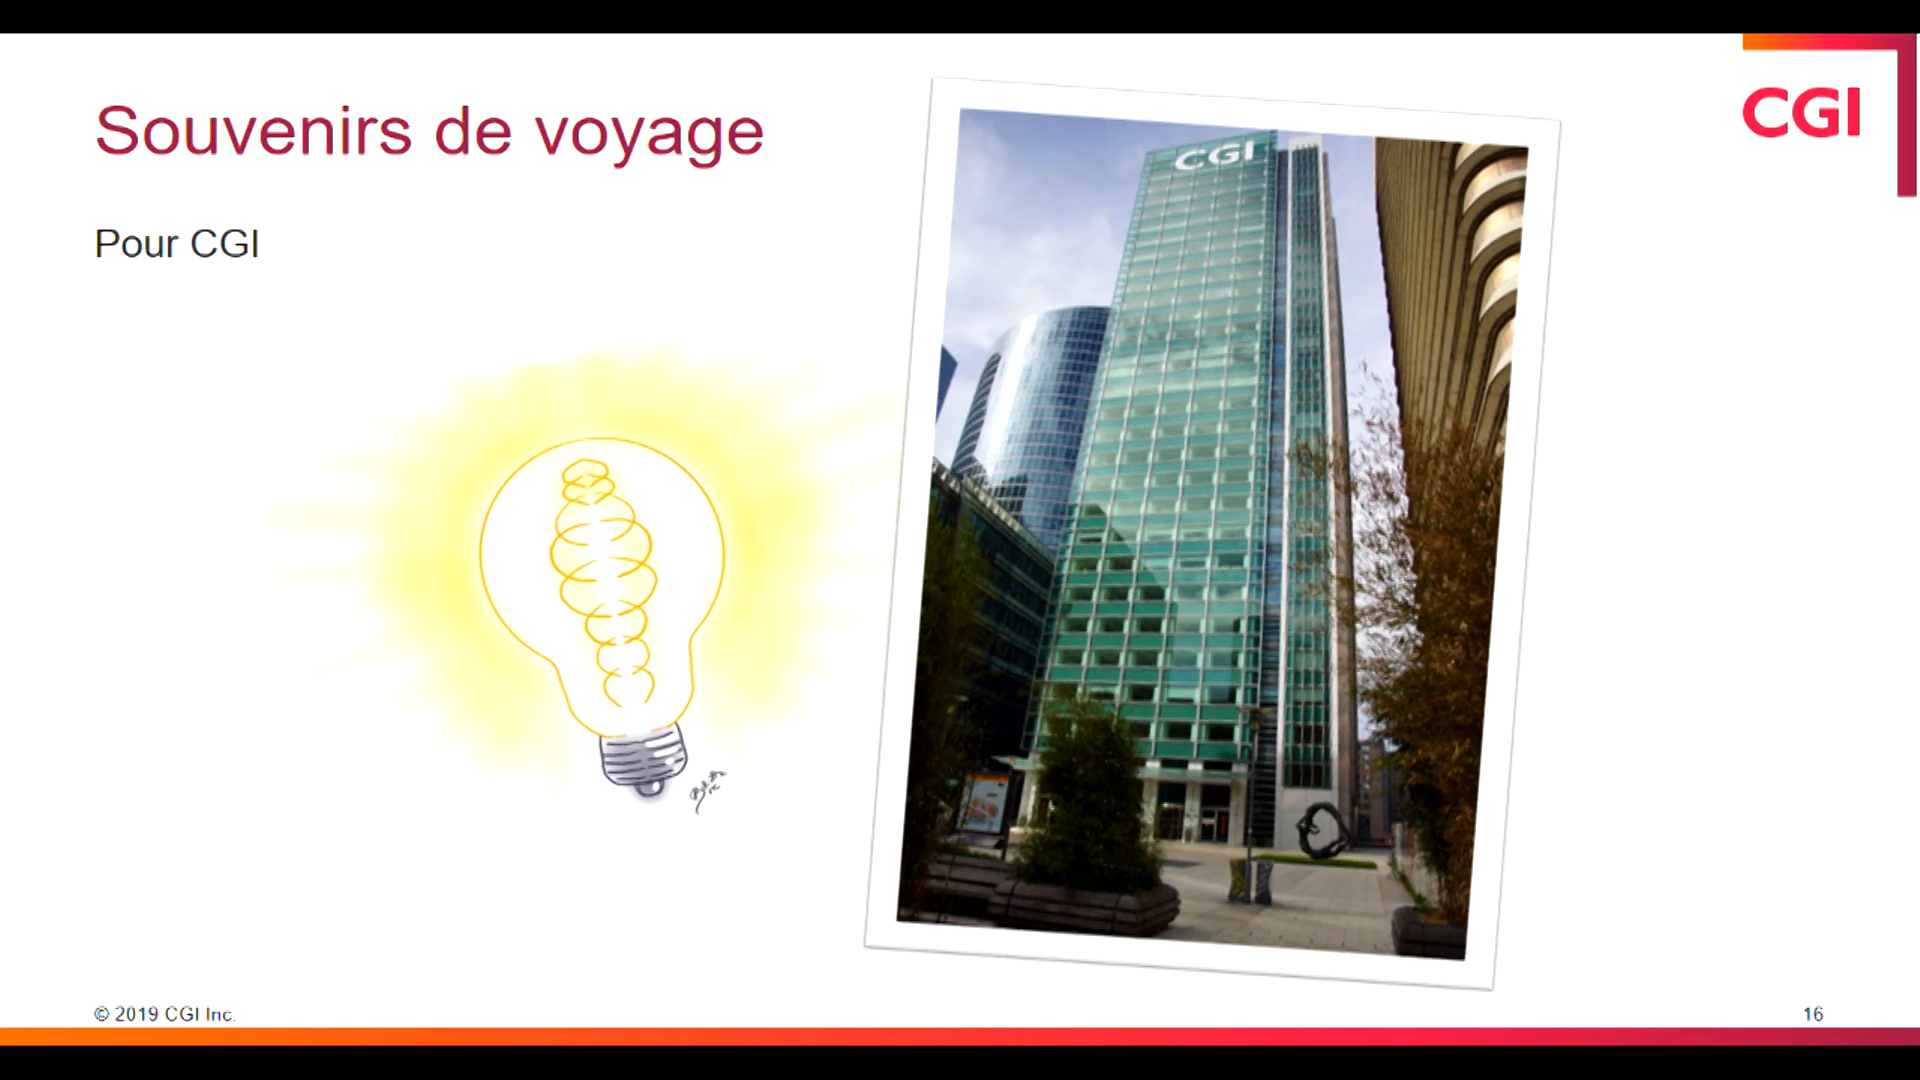 Souvenirs de voyage
CGI
Pour CGI
CGI
© 2019 CGI Inc.
16